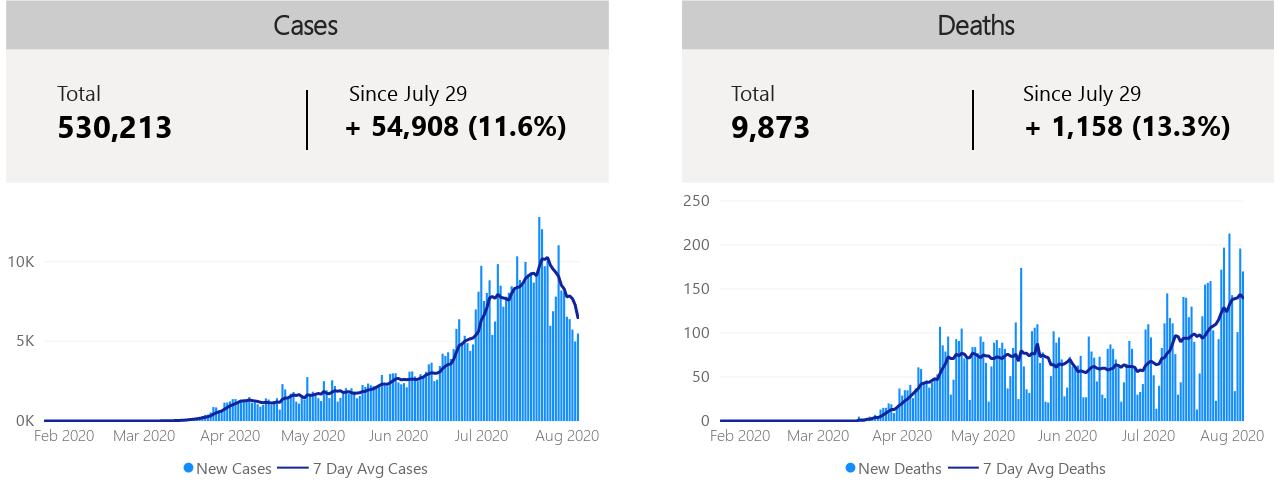 Cases
Total
530,213
Since July 29
+ 54,908 (11.6%)
10K
5K
0K
Feb 2020 Mar 2020 Apr 2020 May 2020 Jun 2020 Jul 2020 Aug 2020
New Cases 7 Day Avg Cases
Deaths
Total
9,873
Since July 29
+ 1,158 (13.3%)
250
200
150
100
50
0
Feb 2020 Mar 2020 Apr 2020 May 2020 Jun 2020 Jul 2020 Aug 2020
New Deaths 7 Day Avg Deaths